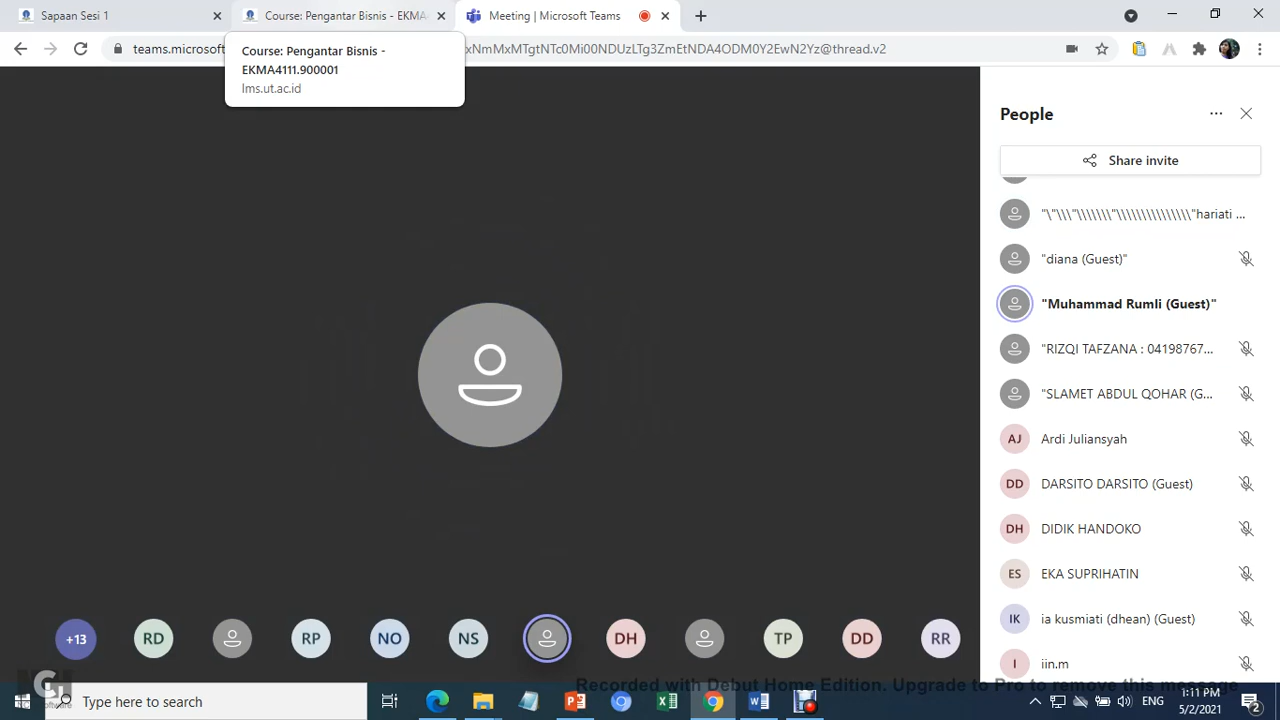 Sapaan Sesi 1
Course: Pengantar Bisnis - EKMA
Meeting | Microsoft Teams
teams.microsoft
xNmMxMTgtNTc0Mi00NDUzLTg3ZmEtNDA4ODM0Y2EwN2Yz@thread.v2
Course: Pengantar Bisnis -
EKMA4111.900001
lms.ut.ac.id
People
Share invite
"\"\\\"\\\\\\\"\\\\\\\\\\\\\\\"hariati ...
"diana (Guest)"
"Muhammad Rumli (Guest)"
"RIZQI TAFZANA : 04198767...
"SLAMET ABDUL QOHAR (G...
AJ Ardi Juliansyah
DD DARSITO DARSITO (Guest)
DH DIDIK HANDOKO
ES EKA SUPRIHATIN
IK ia kusmiati (dhean) (Guest)
I iin.m
+13 RD RP NO NS DH TP DD RR
Recorded with Debut Home Edition. Upgrade to Pro to remove this message
NCH
Software
Type here to search
ENG
1:11 PM
5/2/2021
2